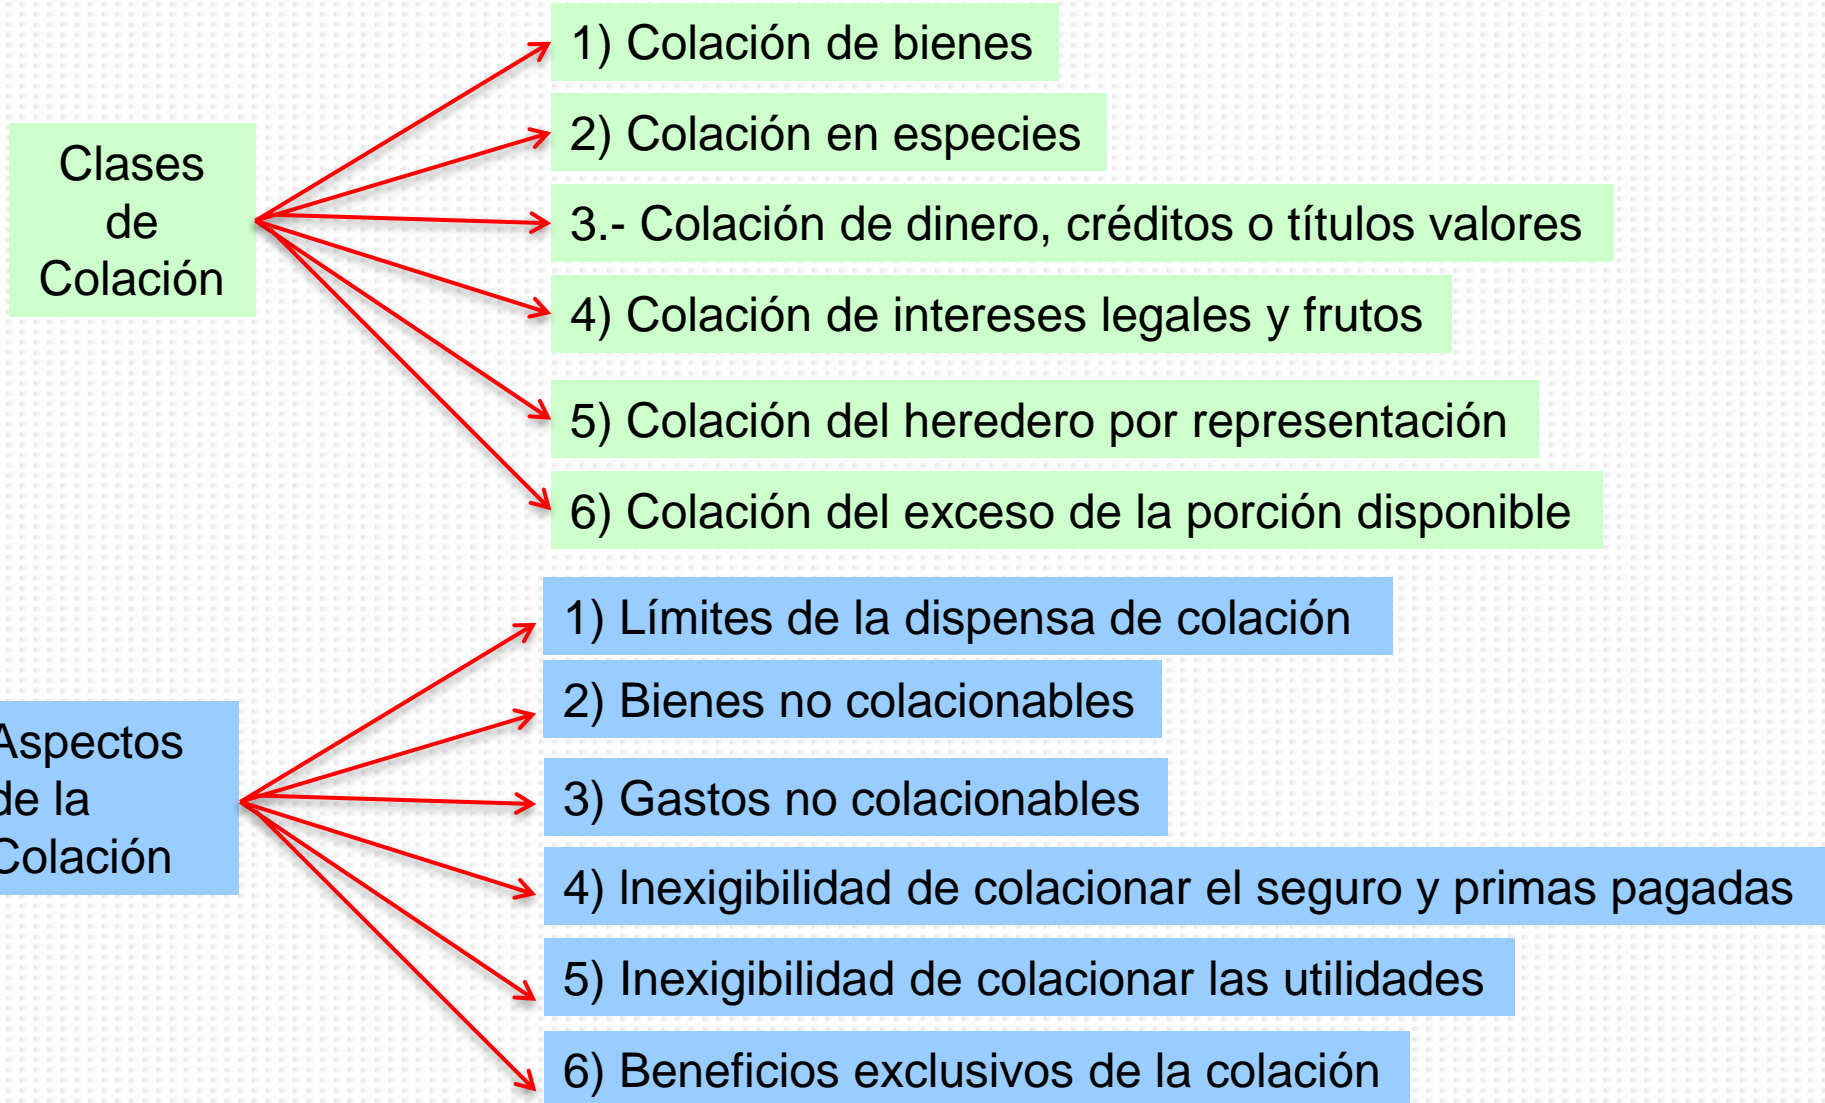 Clases
de
Colación
1) Colación de bienes
2) Colación en especies
3.- Colación de dinero, créditos o títulos valores
4) Colación de intereses legales y frutos
5) Colación del heredero por representación
6) Colación del exceso de la porción disponible
Aspectos
de la
Colación
1) Límites de la dispensa de colación
2) Bienes no colacionables
3) Gastos no colacionables
4) Inexigibilidad de colacionar el seguro y primas pagadas
5) Inexigibilidad de colacionar las utilidades
6) Beneficios exclusivos de la colación